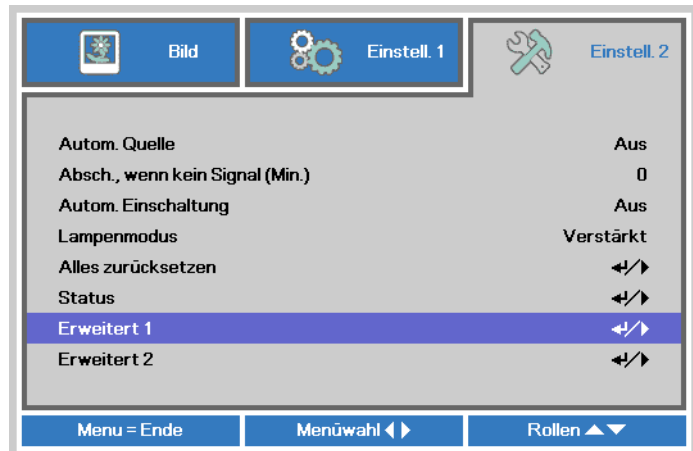 Bild
Einstell. 1
Einstell. 2
Autom. Quelle Aus
Absch., wenn kein Signal (Min.) 0
Autom. Einschaltung Aus
Lampenmodus Verstärkt
Alles zurücksetzen ↵/▶
Status ↵/▶
Erweitert 1 ↵/▶
Erweitert 2 ↵/▶
Menu = Ende Menüwahl ◀▶ Rollen ▲▼